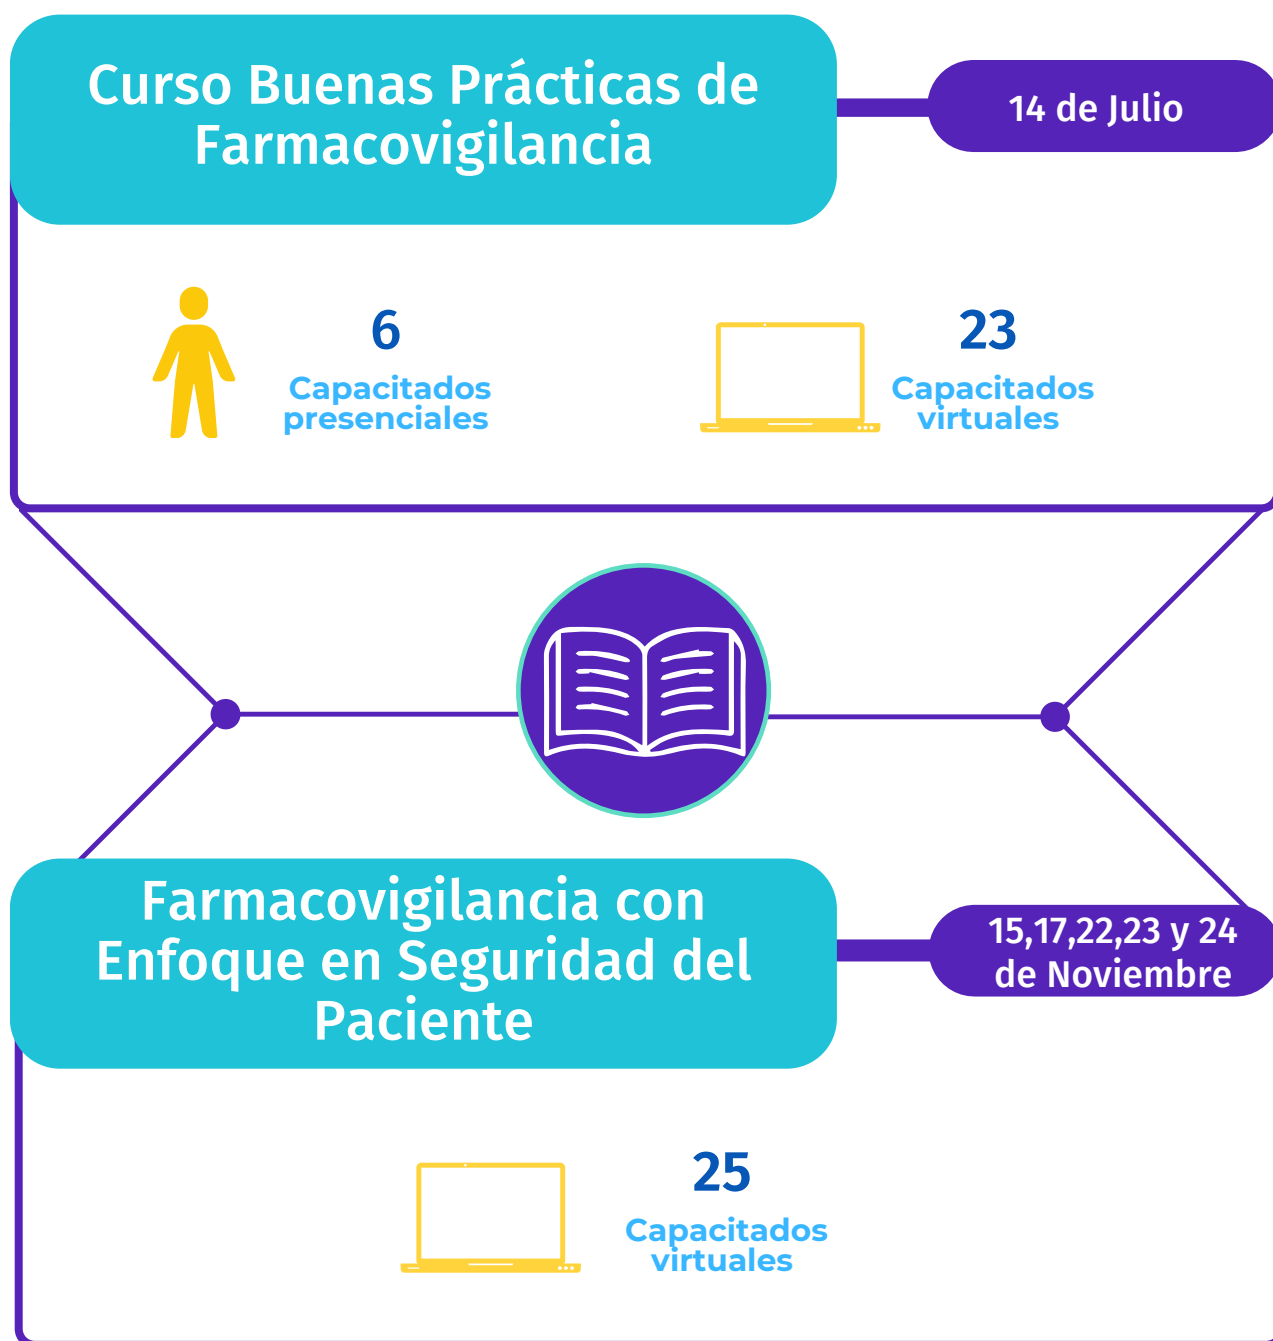 Curso Buenas Prácticas de
Farmacovigilancia
14 de Julio
6
Capacitados
presenciales
23
Capacitados
virtuales
Farmacovigilancia con
Enfoque en Seguridad del
Paciente
15,17,22,23 y 24
de Noviembre
25
Capacitados
virtuales